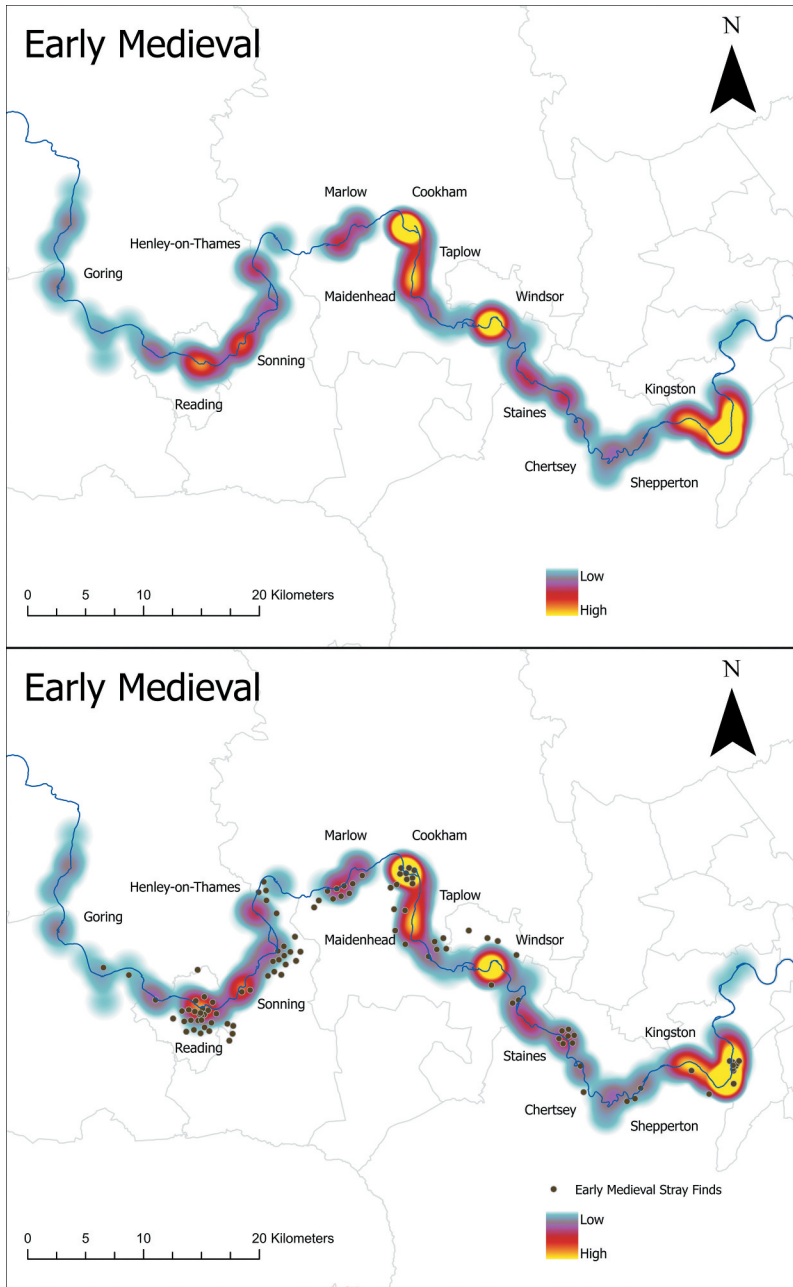 Early Medieval
N
Marlow
Cookham
Henley-on-Thames
Taplow
Goring
Maidenhead
Windsor
Sonning
Kingston
Reading
Staines
Chertsey
Shepperton
Low
High
0 5 10 20 Kilometers
Early Medieval
N
Marlow
Cookham
Henley-on-Thames
Taplow
Goring
Maidenhead
Windsor
Sonning
Kingston
Reading
Staines
Chertsey
Shepperton
Early Medieval Stray Finds
Low
High
0 5 10 20 Kilometers